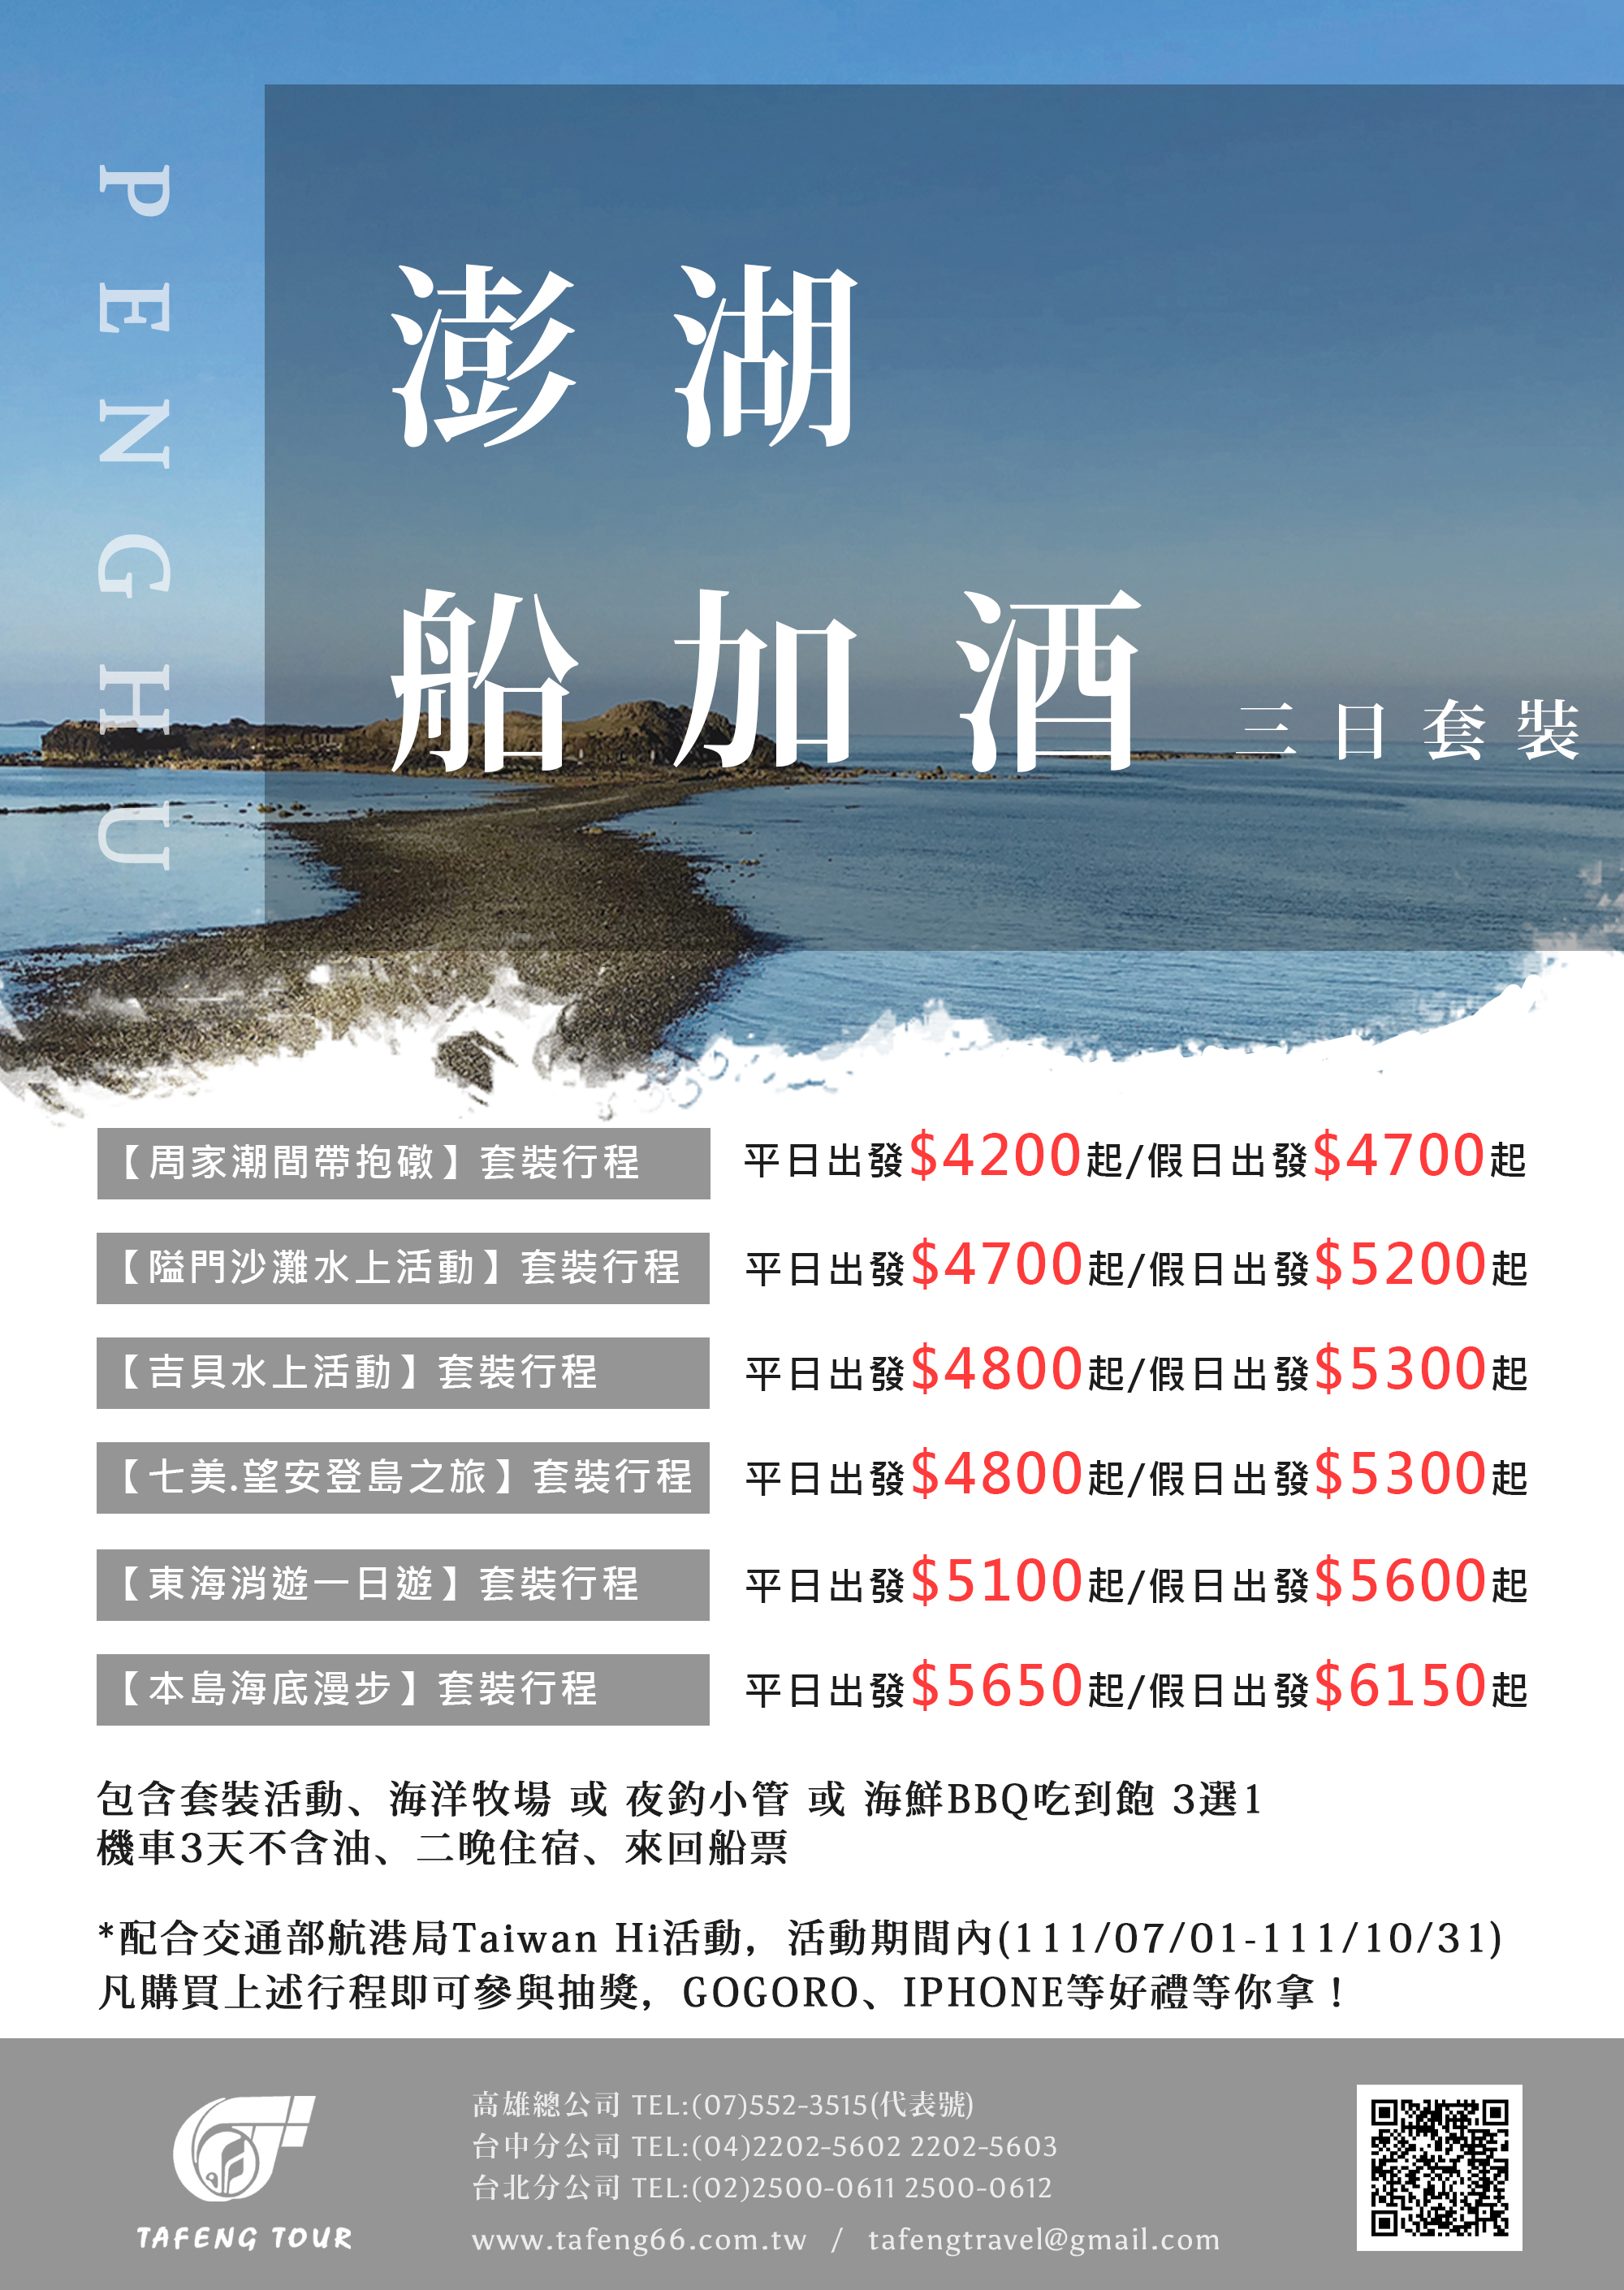 PENGHU
澎湖
船加酒 三日套裝
【周家潮間帶抱礅】套裝行程 平日出發$4200起/假日出發$4700起
【隘門沙灘水上活動】套裝行程 平日出發$4700起/假日出發$5200起
【吉貝水上活動】套裝行程 平日出發$4800起/假日出發$5300起
【七美.望安登島之旅】套裝行程 平日出發$4800起/假日出發$5300起
【東海消遊一日遊】套裝行程 平日出發$5100起/假日出發$5600起
【本島海底漫步】套裝行程 平日出發$5650起/假日出發$6150起
包含套裝活動、海洋牧場 或 夜釣小管 或 海鮮BBQ吃到飽 3選1
機車3天不含油、二晚住宿、來回船票
*配合交通部航港局Taiwan Hi活動，活動期間內(111/07/01-111/10/31)
凡購買上述行程即可參與抽獎，GOGORO、IPHONE等好禮等你拿！
高雄總公司 TEL:(07)552-3515(代表號)
台中分公司 TEL:(04)2202-5602 2202-5603
台北分公司 TEL:(02)2500-0611 2500-0612
TAFENG TOUR
www.tafeng66.com.tw / tafengtravel@gmail.com